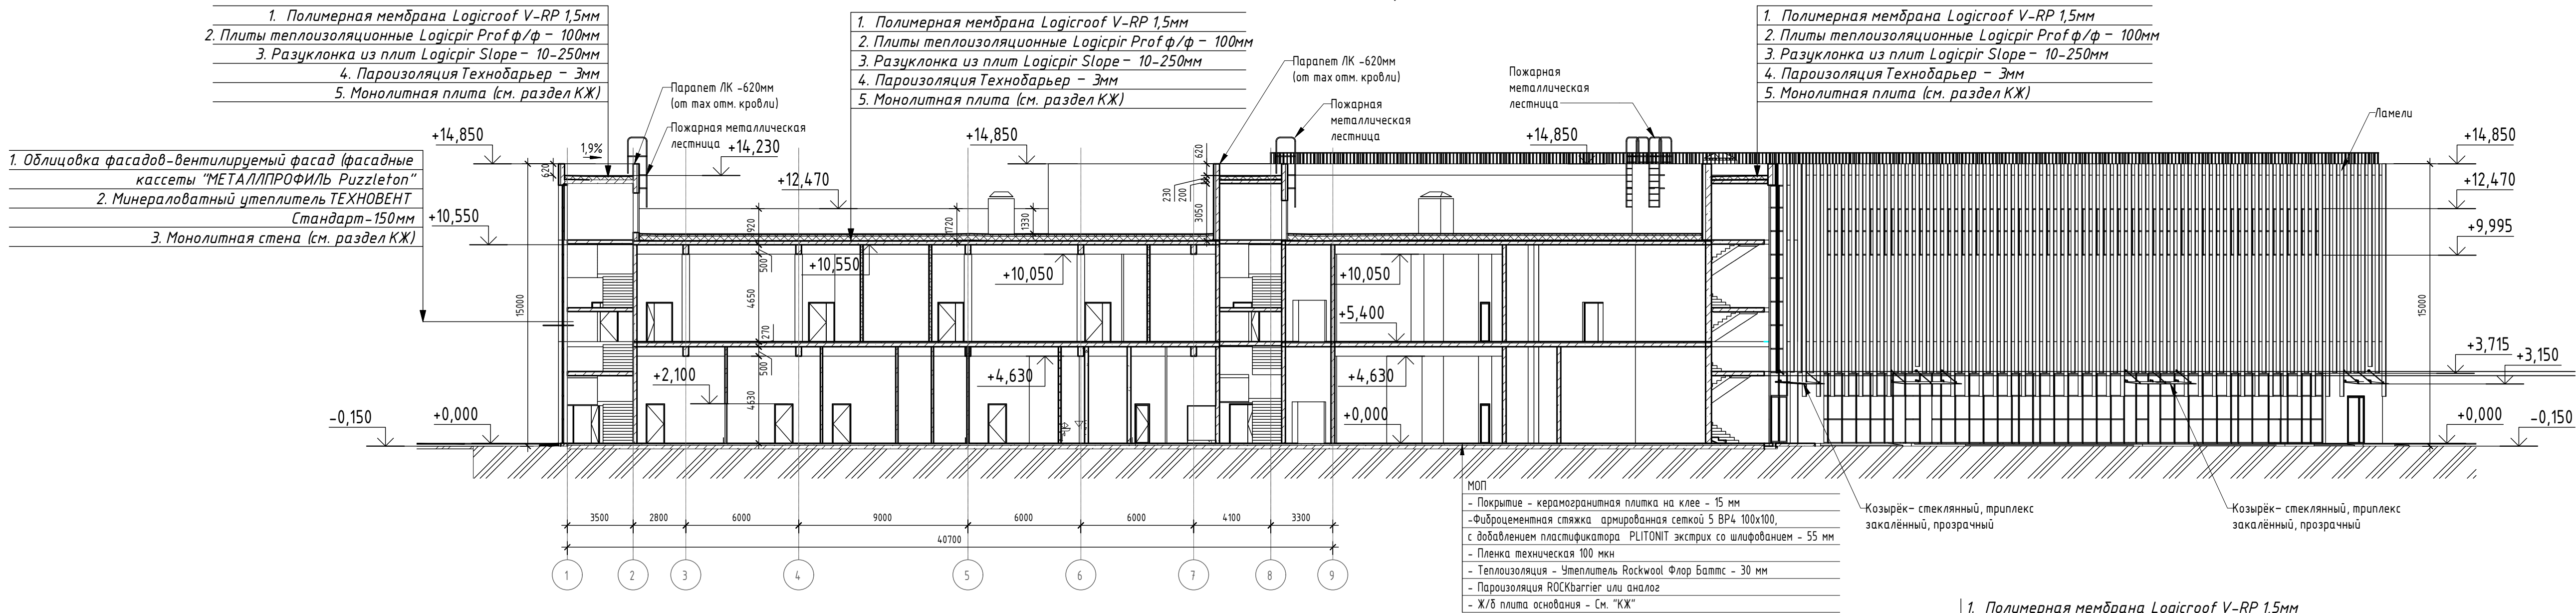 1. Полимерная мембрана Logicroof V-RP 1,5мм
2. Плиты теплоизоляционные Logicpir Prof ф/ф - 100мм
3. Разуклонка из плит Logicpir Slope - 10-250мм
4. Пароизоляция Технобарьер - 3мм
5. Монолитная плита (см. раздел КЖ)
1. Полимерная мембрана Logicroof V-RP 1,5мм
2. Плиты теплоизоляционные Logicpir Prof ф/ф - 100мм
3. Разуклонка из плит Logicpir Slope - 10-250мм
4. Пароизоляция Технобарьер - 3мм
5. Монолитная плита (см. раздел КЖ)
1. Полимерная мембрана Logicroof V-RP 1,5мм
2. Плиты теплоизоляционные Logicpir Prof ф/ф - 100мм
3. Разуклонка из плит Logicpir Slope - 10-250мм
4. Пароизоляция Технобарьер - 3мм
5. Монолитная плита (см. раздел КЖ)
Парапет ЛК -620мм
(от max отм. кровли)
Пожарная металлическая
лестница
Парапет ЛК -620мм
(от max отм. кровли)
Пожарная
металлическая
лестница
Пожарная
металлическая
лестница
Ламели
1. Облицовка фасадов-вентилируемый фасад (фасадные
кассеты "МЕТАЛЛПРОФИЛЬ Puzzleton"
2. Минераловатный утеплитель ТЕХНОВЕНТ
Стандарт-150мм
3. Монолитная стена (см. раздел КЖ)
+14,850
1,9%
620
+14,230
+14,850
620
+14,850
+14,850
+12,470
230
200
3050
+12,470
+10,550
920
1720
1330
+9,995
500
+10,550
+10,050
+10,050
15000
4650
+5,400
15000
270
500
+3,715
+3,150
+2,100
+4,630
+4,630
4630
-0,150
+0,000
+0,000
+0,000
-0,150
3500
2800
6000
9000
6000
6000
4100
3300
40700
1
2
3
4
5
6
7
8
9
МОП
- Покрытие - керамогранитная плитка на клее - 15 мм
-Фиброцементная стяжка армированная сеткой 5 ВР4 100х100,
с добавлением пластификатора PLITONIT экстрих со шлифованием - 55 мм
- Пленка техническая 100 мкн
- Теплоизоляция - Утеплитель Rockwool Флор Баттс - 30 мм
- Пароизоляция ROCKbarrier или аналог
- Ж/б плита основания - См. "КЖ"
Козырёк- стеклянный, триплекс
закалённый, прозрачный
Козырёк- стеклянный, триплекс
закалённый, прозрачный
1. Полимерная мембрана Logicroof V-RP 1,5мм